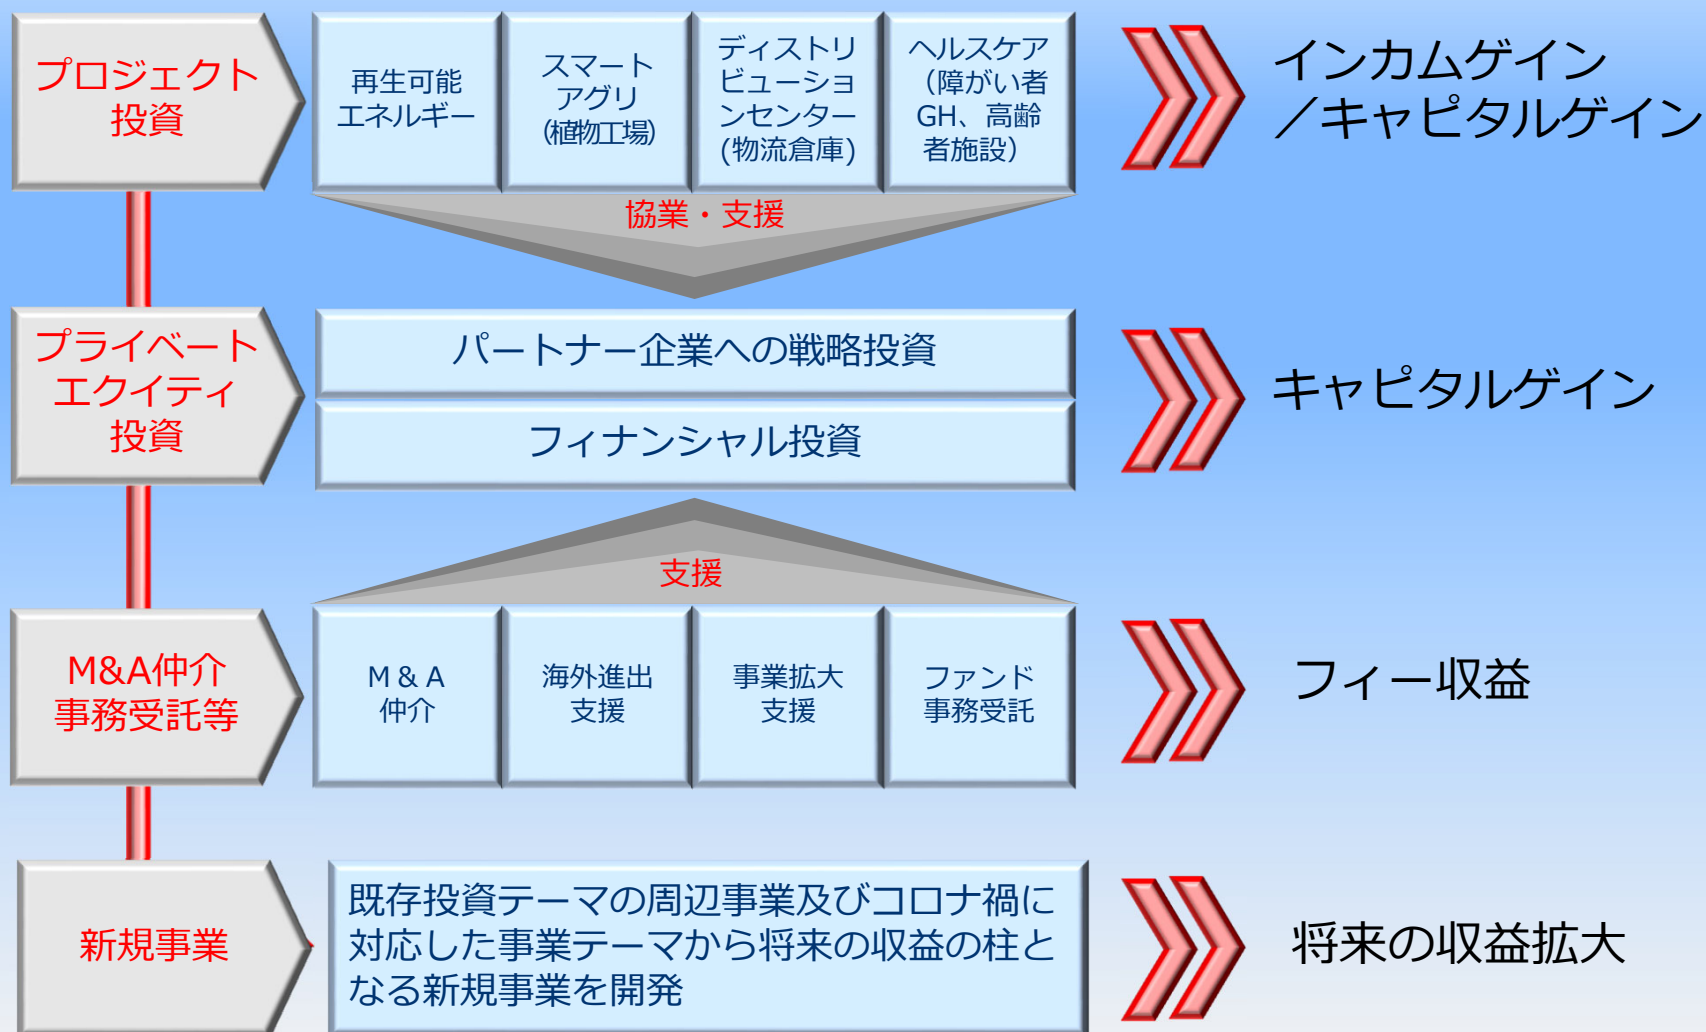 プロジェクト
投資
再生可能
エネルギー
スマート
アグリ
(植物工場)
ディストリ
ビューショ
ンセンター
(物流倉庫)
ヘルスケア
（障がい者
GH、高齢
者施設）
インカムゲイン
／キャピタルゲイン
協業・支援
プライベート
エクイティ
投資
パートナー企業への戦略投資
フィナンシャル投資
キャピタルゲイン
支援
M&A仲介
事務受託等
M & A
仲介
海外進出
支援
事業拡大
支援
ファンド
事務受託
フィー収益
新規事業
既存投資テーマの周辺事業及びコロナ禍に
対応した事業テーマから将来の収益の柱と
なる新規事業を開発
将来の収益拡大